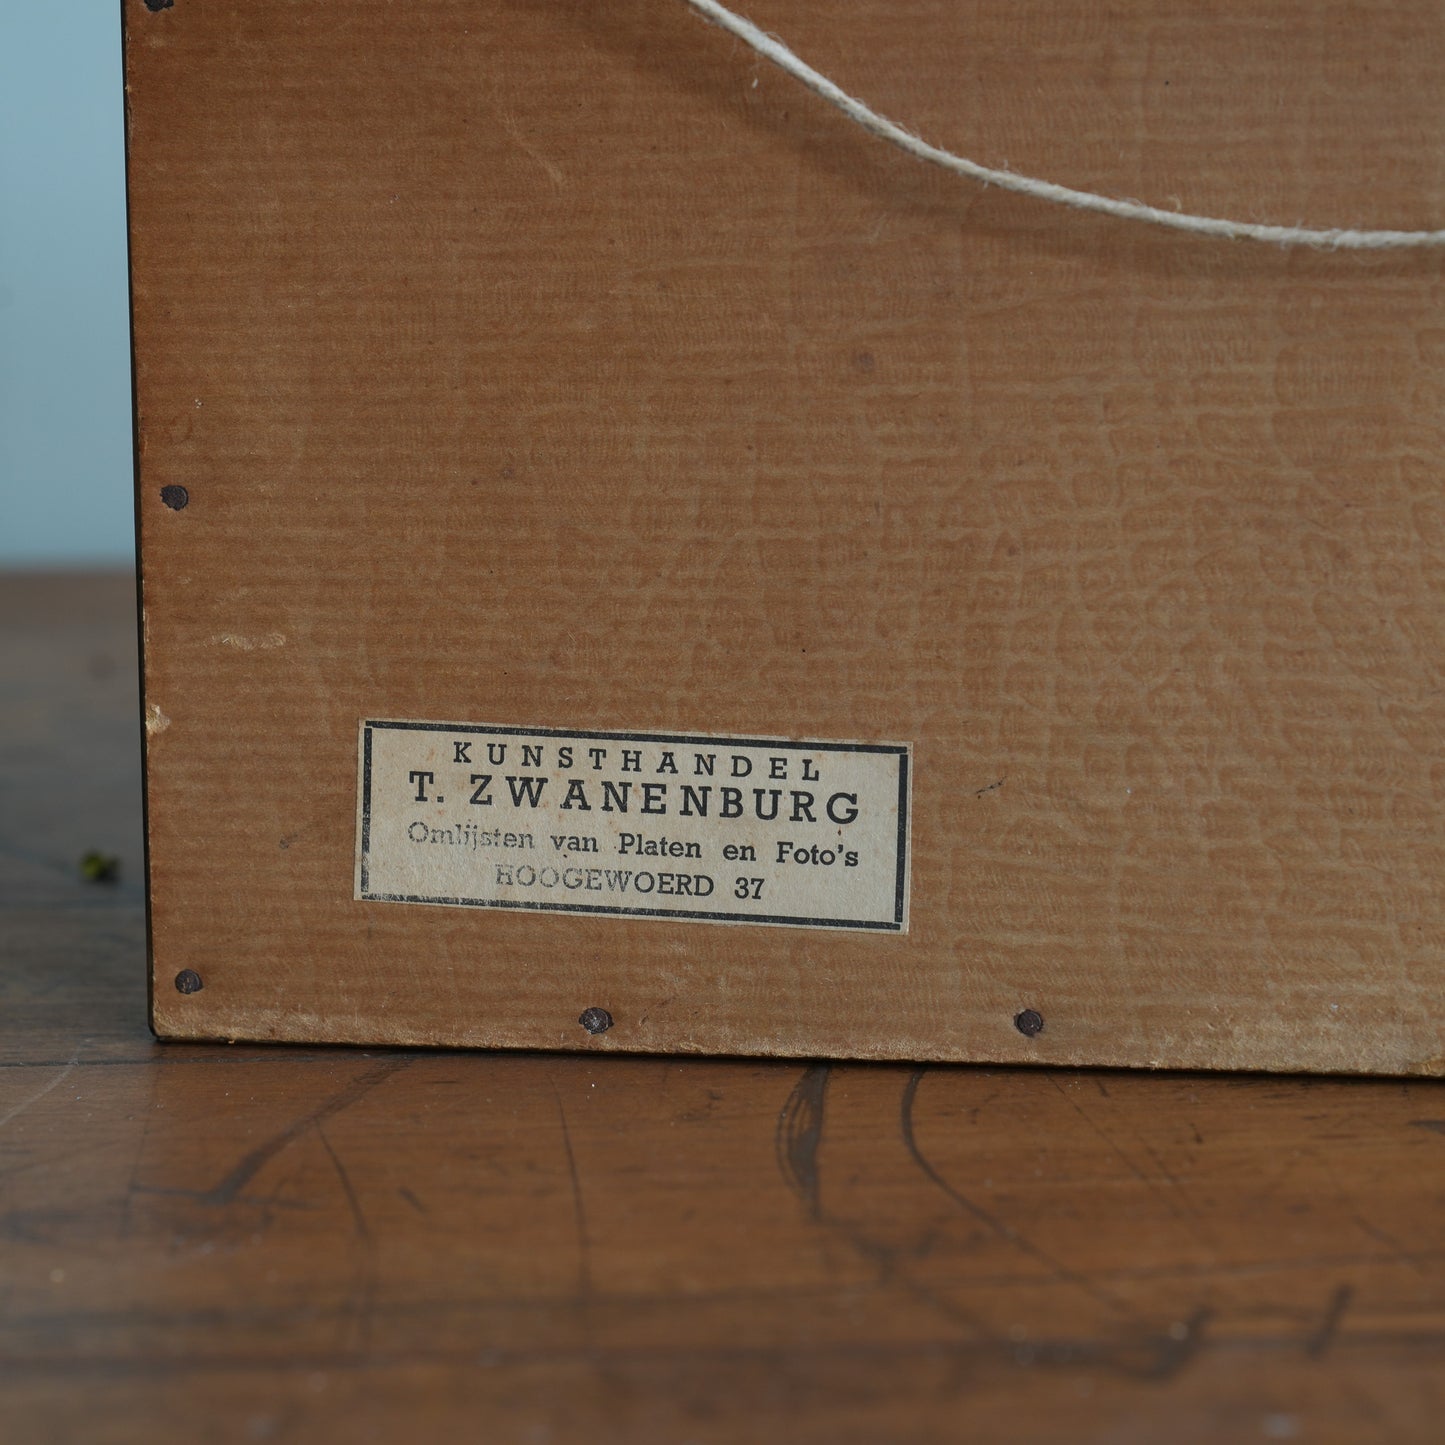 KUNSTHANDEL
T. ZWANENBURG
Omlijsten van Platen en Foto's
HOOGEWOERD 37